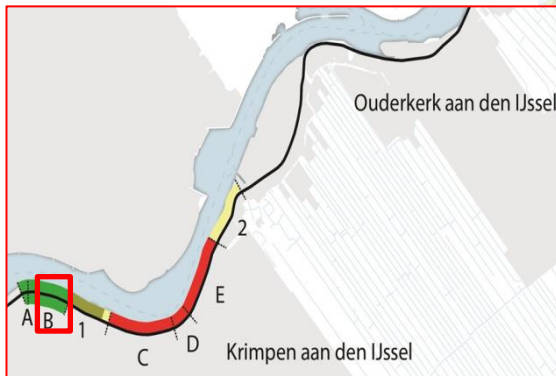 Ouderkerk aan den IJssel
2
E
A
B
1
D
C
Krimpen aan den IJssel